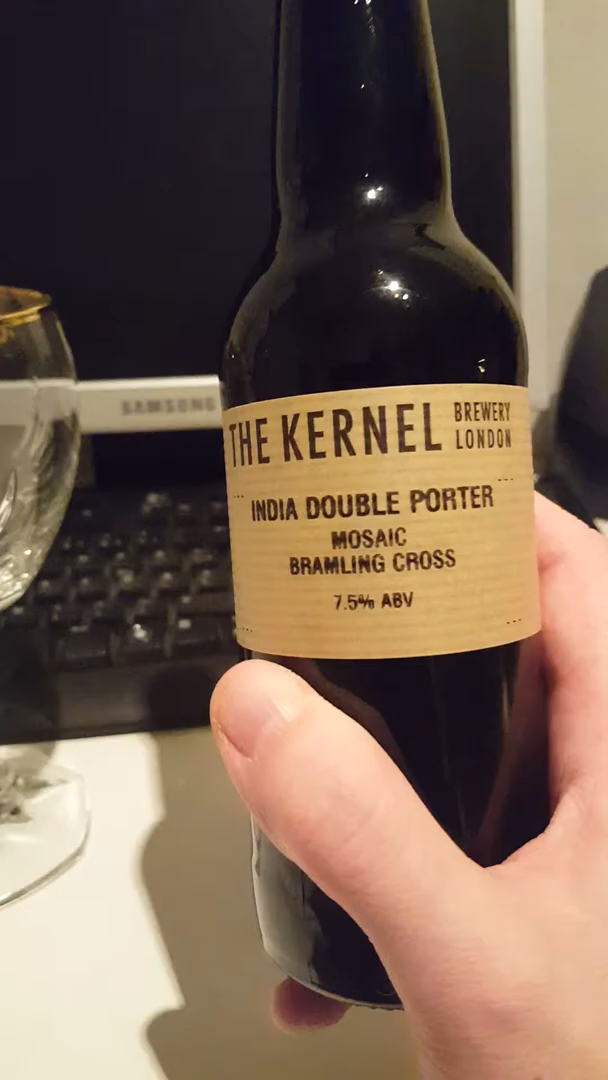 SAMSUNG
THE KERNEL BREWERY LONDON
INDIA DOUBLE PORTER
MOSAIC
BRAMLING CROSS
7.5% ABV